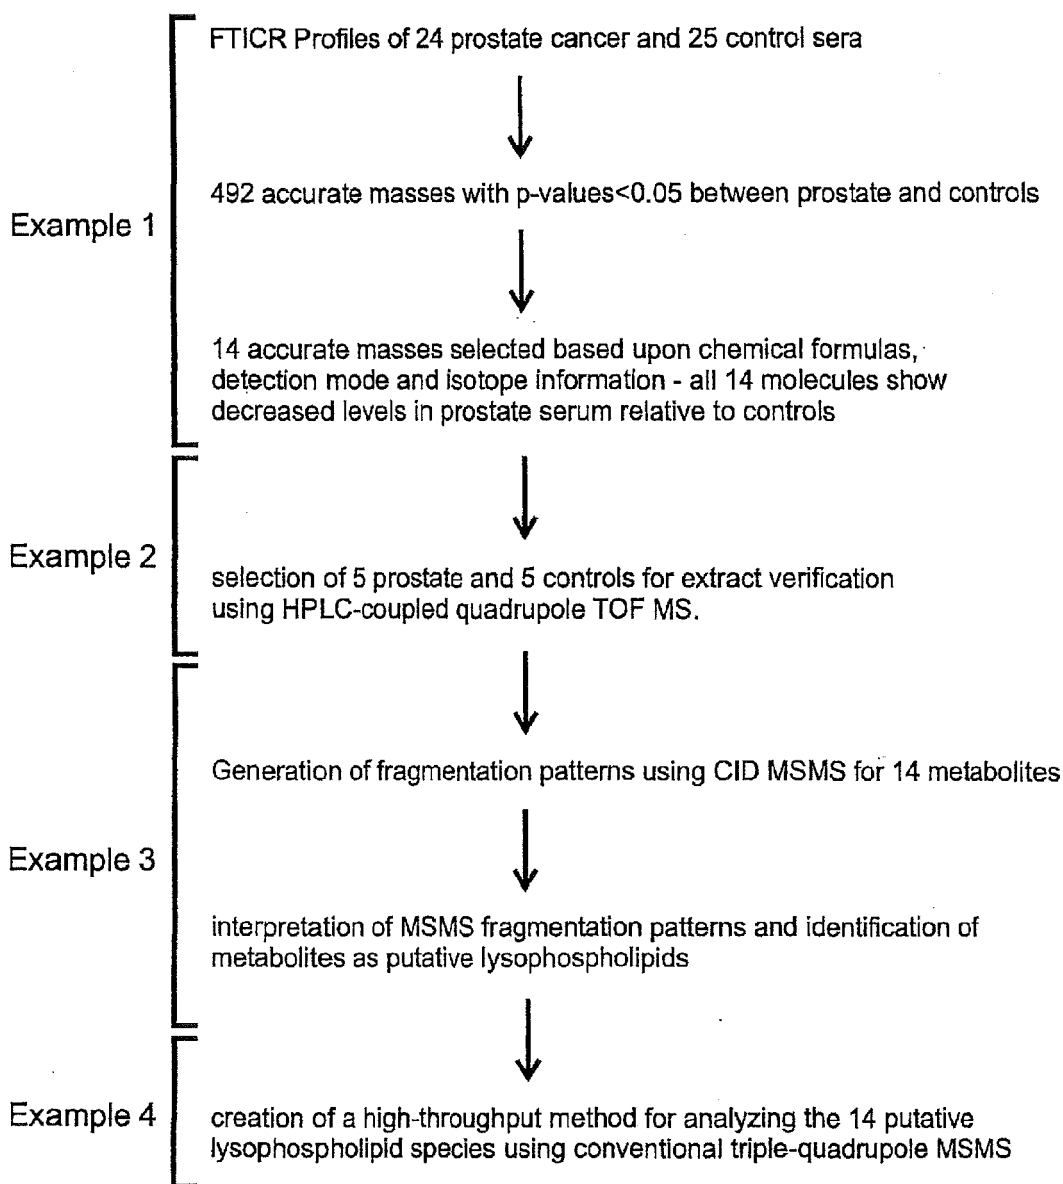 FTICR Profiles of 24 prostate cancer and 25 control sera
492 accurate masses with p-values<0.05 between prostate and controls
Example 1
14 accurate masses selected based upon chemical formulas,
detection mode and isotope information - all 14 molecules show
decreased levels in prostate serum relative to controls
Example 2
selection of 5 prostate and 5 controls for extract verification
using HPLC-coupled quadrupole TOF MS.
Generation of fragmentation patterns using CID MSMS for 14 metabolites
Example 3
interpretation of MSMS fragmentation patterns and identification of
metabolites as putative lysophospholipids
Example 4
creation of a high-throughput method for analyzing the 14 putative
lysophospholipid species using conventional triple-quadrupole MSMS